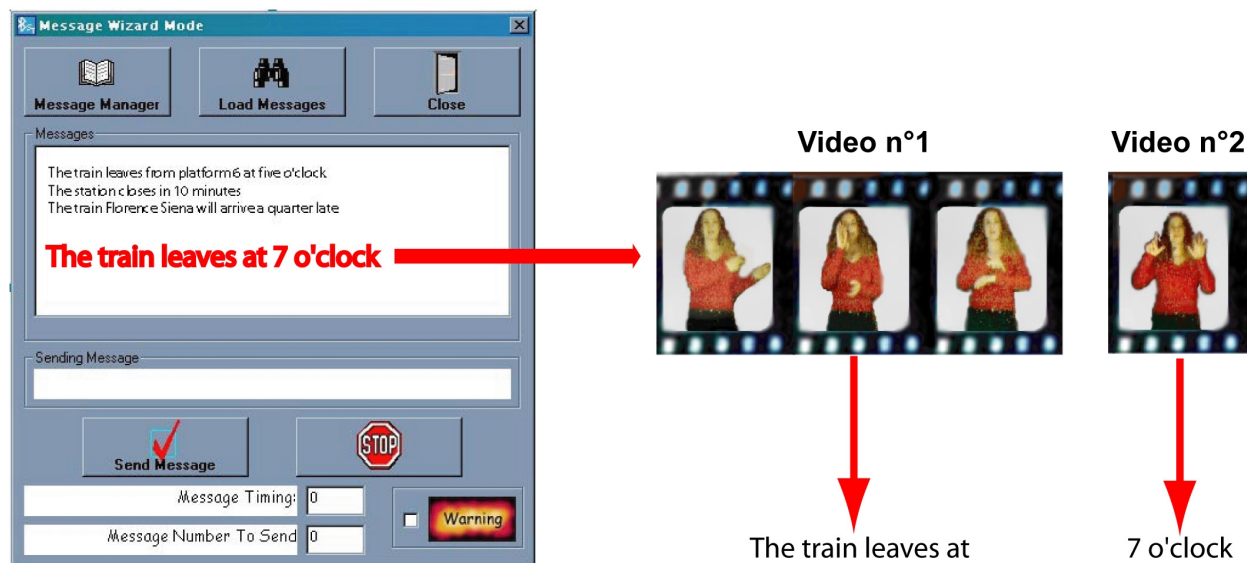 Message Wizard Mode
Message Manager
Load Messages
Close
Messages
The train leaves from platform 6 at five o'clock
The station closes in 10 minutes
The train Florence Siena will arrive a quarter late
The train leaves at 7 o'clock
Sending Message
Send Message
STOP
Message Timing: 0
Message Number To Send 0
Warning
Video n°1
Video n°2
The train leaves at
7 o'clock